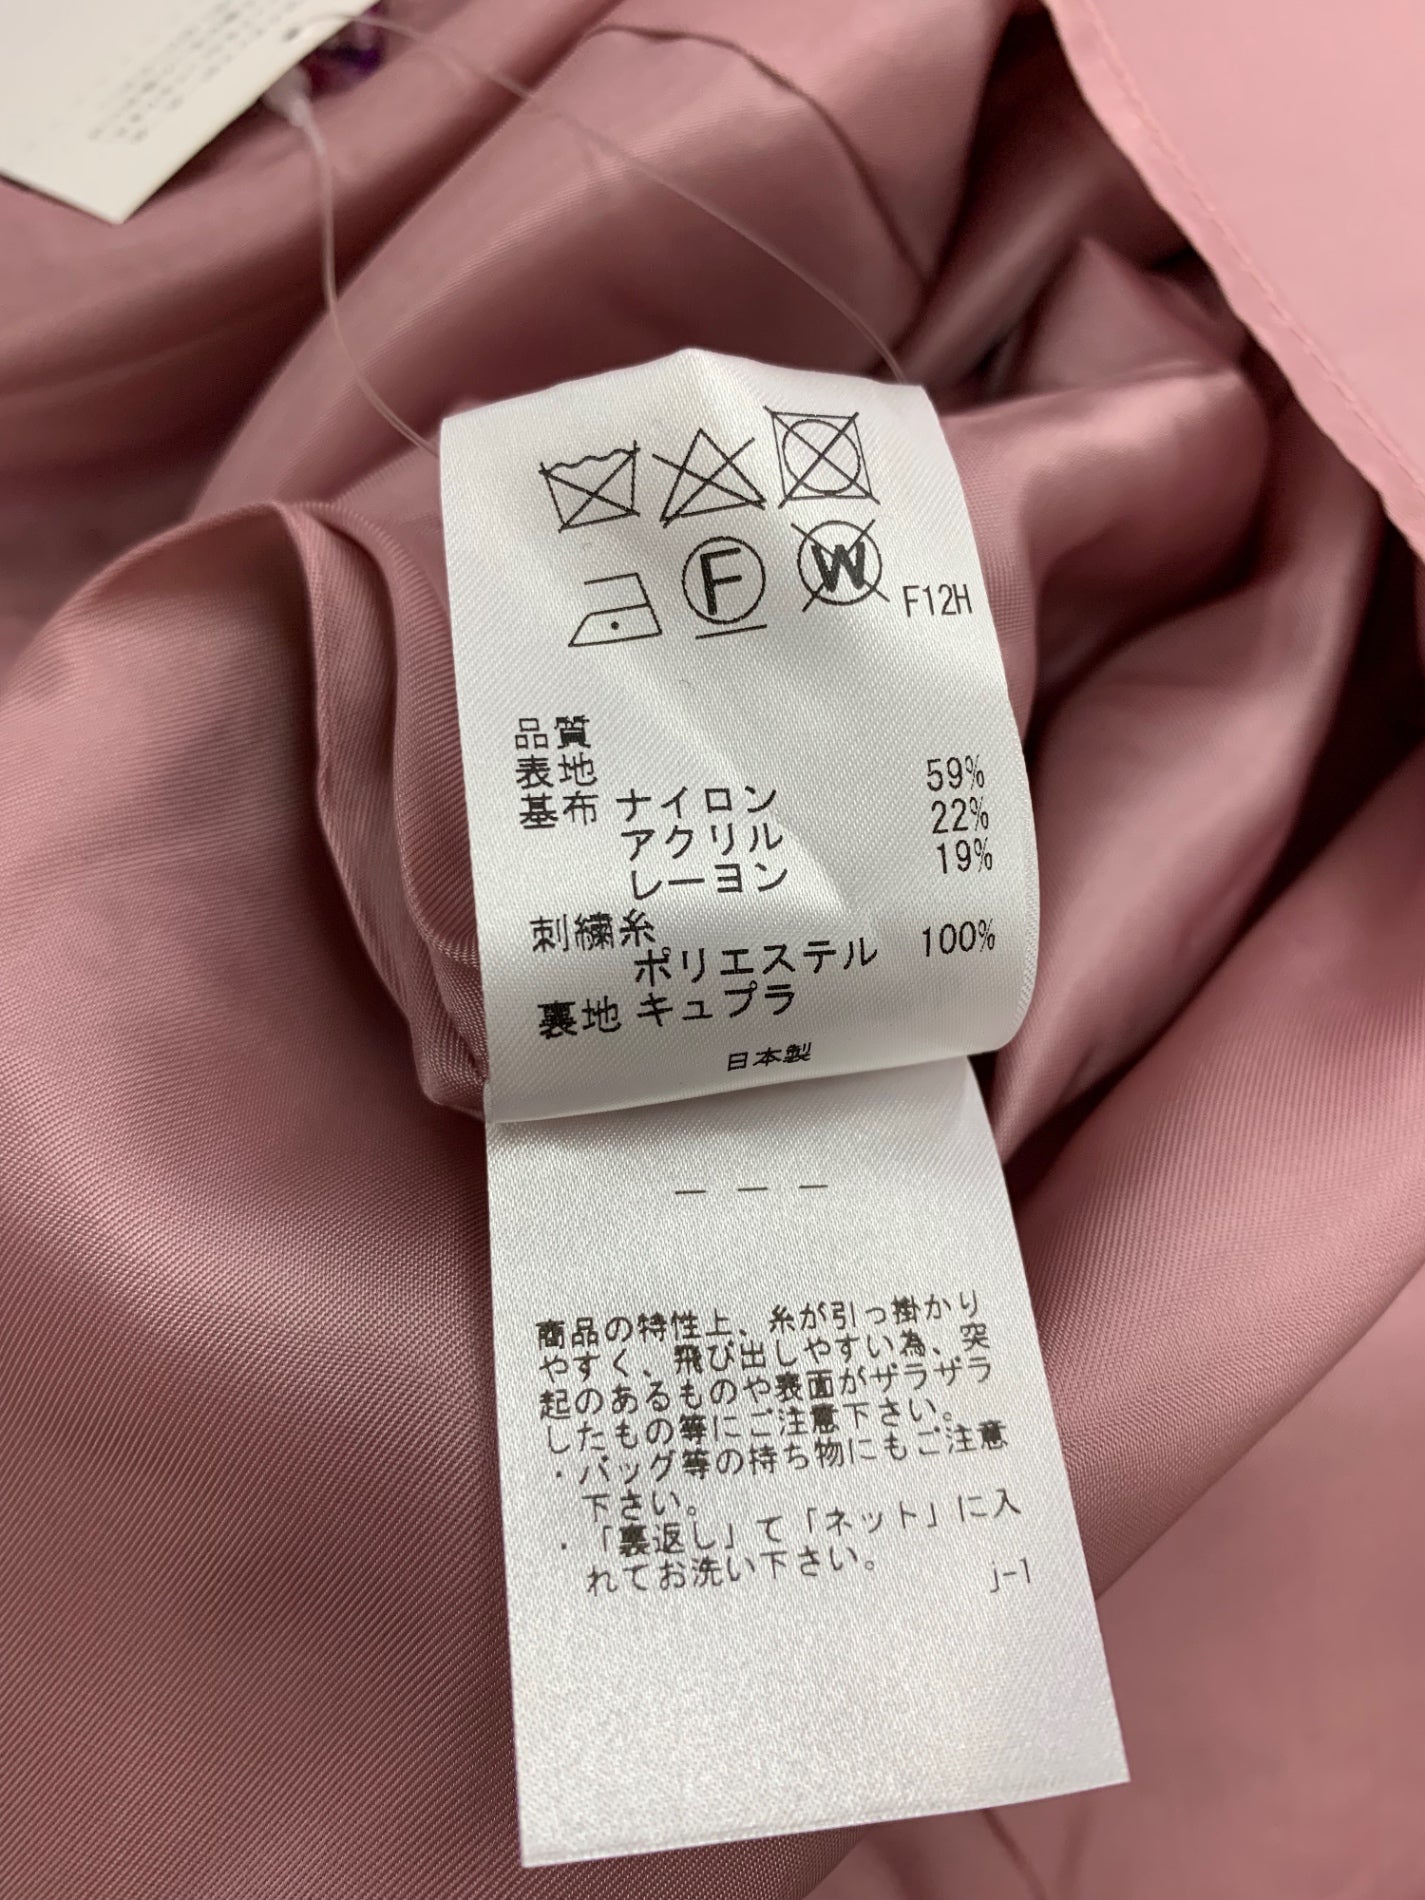 F
W
F12H
品質
表地
基布 ナイロン 59%
アクリル 22%
レーヨン 19%
刺繍糸
ポリエステル 100%
裏地 キュプラ
日本製
— — —
商品の特性上、糸が引っ掛かり
やすく、飛び出しやすい為、突
起のあるものや表面がザラザラ
したもの等にご注意下さい。
・バッグ等の持ち物にもご注意
下さい。
・「裏返し」て「ネット」に入
れてお洗い下さい。
j-1